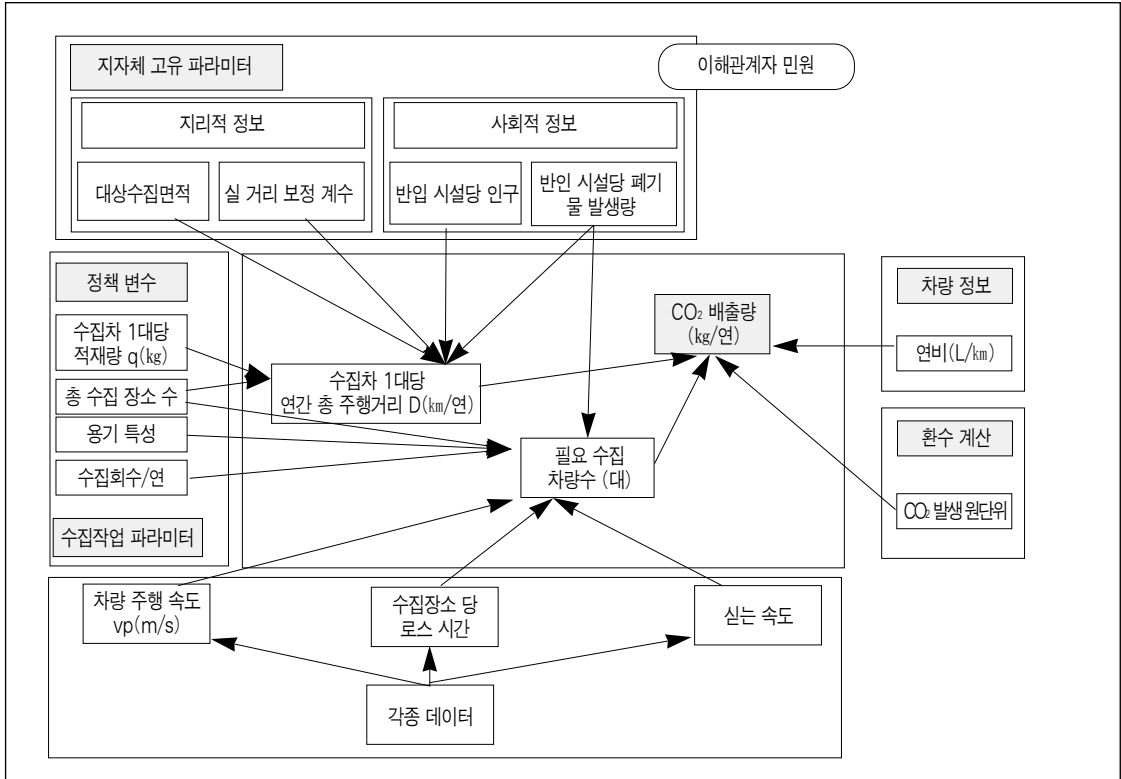 지자체 고유 파라미터
이해관계자 민원
지리적 정보
사회적 정보
대상수집면적
실 거리 보정 계수
반입 시설당 인구
반인 시설당 폐기
물 발생량
정책 변수
수집차 1대당
적재량 q(kg)
총 수집 장소 수
용기 특성
수집회수/연
수집작업 파라미터
수집차 1대당
연간 총 주행거리 D(km/연)
CO₂ 배출량
(kg/연)
필요 수집
차량수 (대)
차량 정보
연비(L/km)
환수 계산
CO₂ 발생 원단위
차량 주행 속도
vp(m/s)
수집장소 당
로스 시간
싣는 속도
각종 데이터